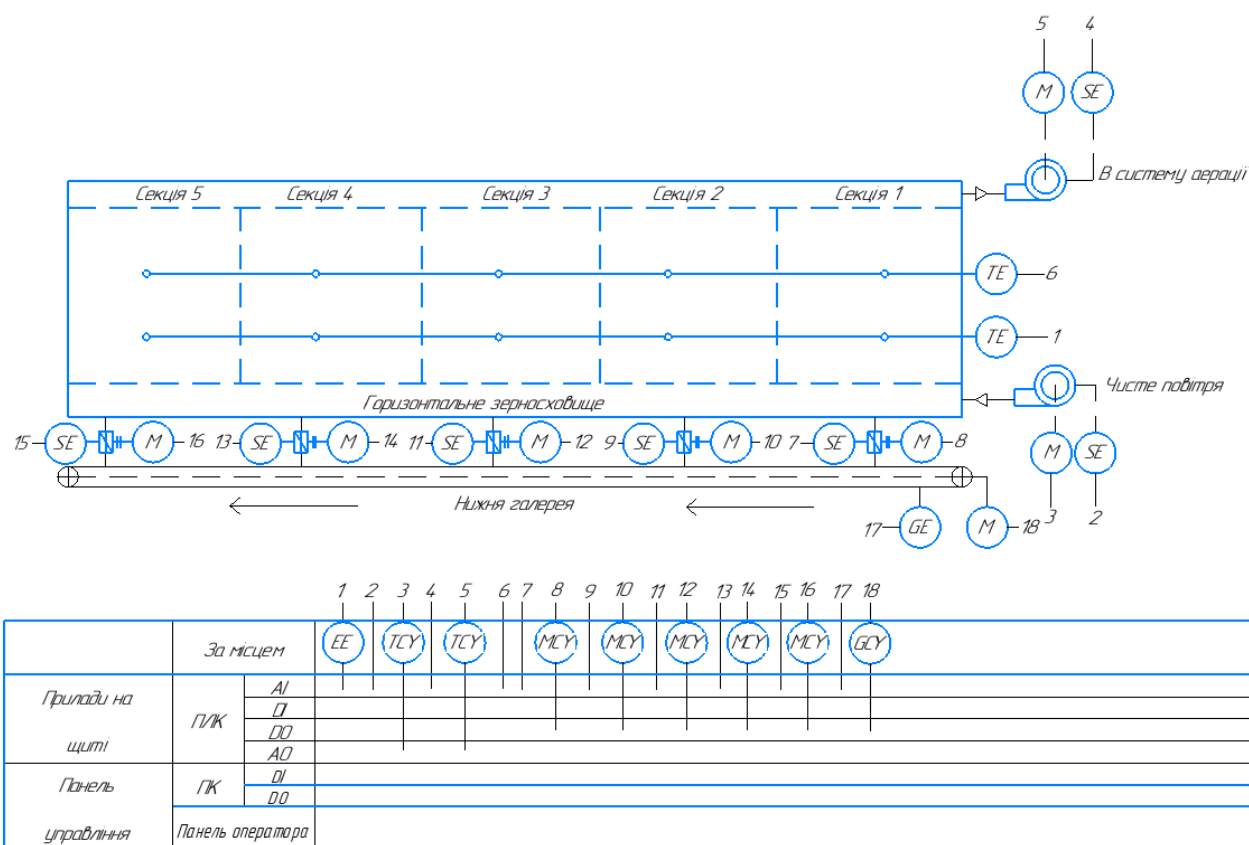 5 4
M SE
В систему аерації
Секція 5 Секція 4 Секція 3 Секція 2 Секція 1
TE 6
TE 1
Чисте повітря
Горизонтальне зерносховище
15 SE M 16 13 SE M 14 11 SE M 12 9 SE M 10 7 SE M 8
M SE
Нижня галерея
17 GE M 18 3 2
1 2 3 4 5 6 7 8 9 10 11 12 13 14 15 16 17 18
За місцем EE TCY TCY MCY MCY MCY MCY MCY GCY
Прилади на
щиті
ПЛК
AI
DI
DO
AO
Панель
управління
ПК
DI
DO
Панель оператора